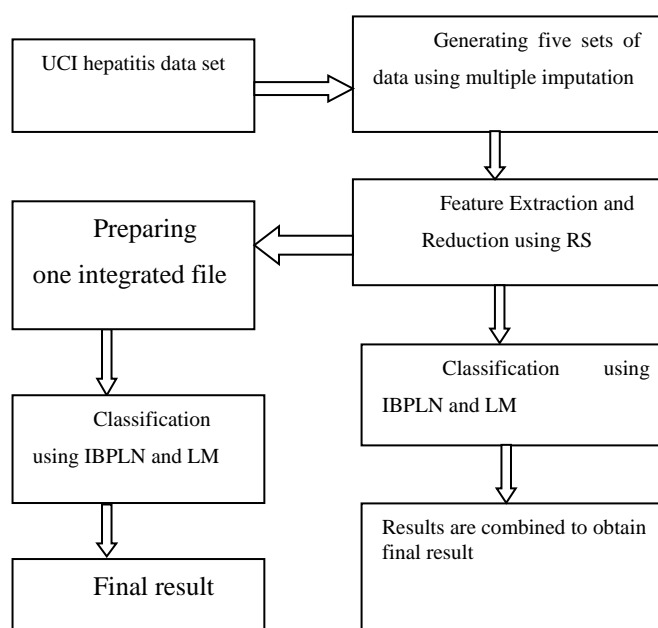 UCI hepatitis data set
Generating five sets of
data using multiple imputation
Feature Extraction and
Reduction using RS
Preparing
one integrated file
Classification using
IBPLN and LM
Classification
using IBPLN and LM
Results are combined to obtain
final result
Final result